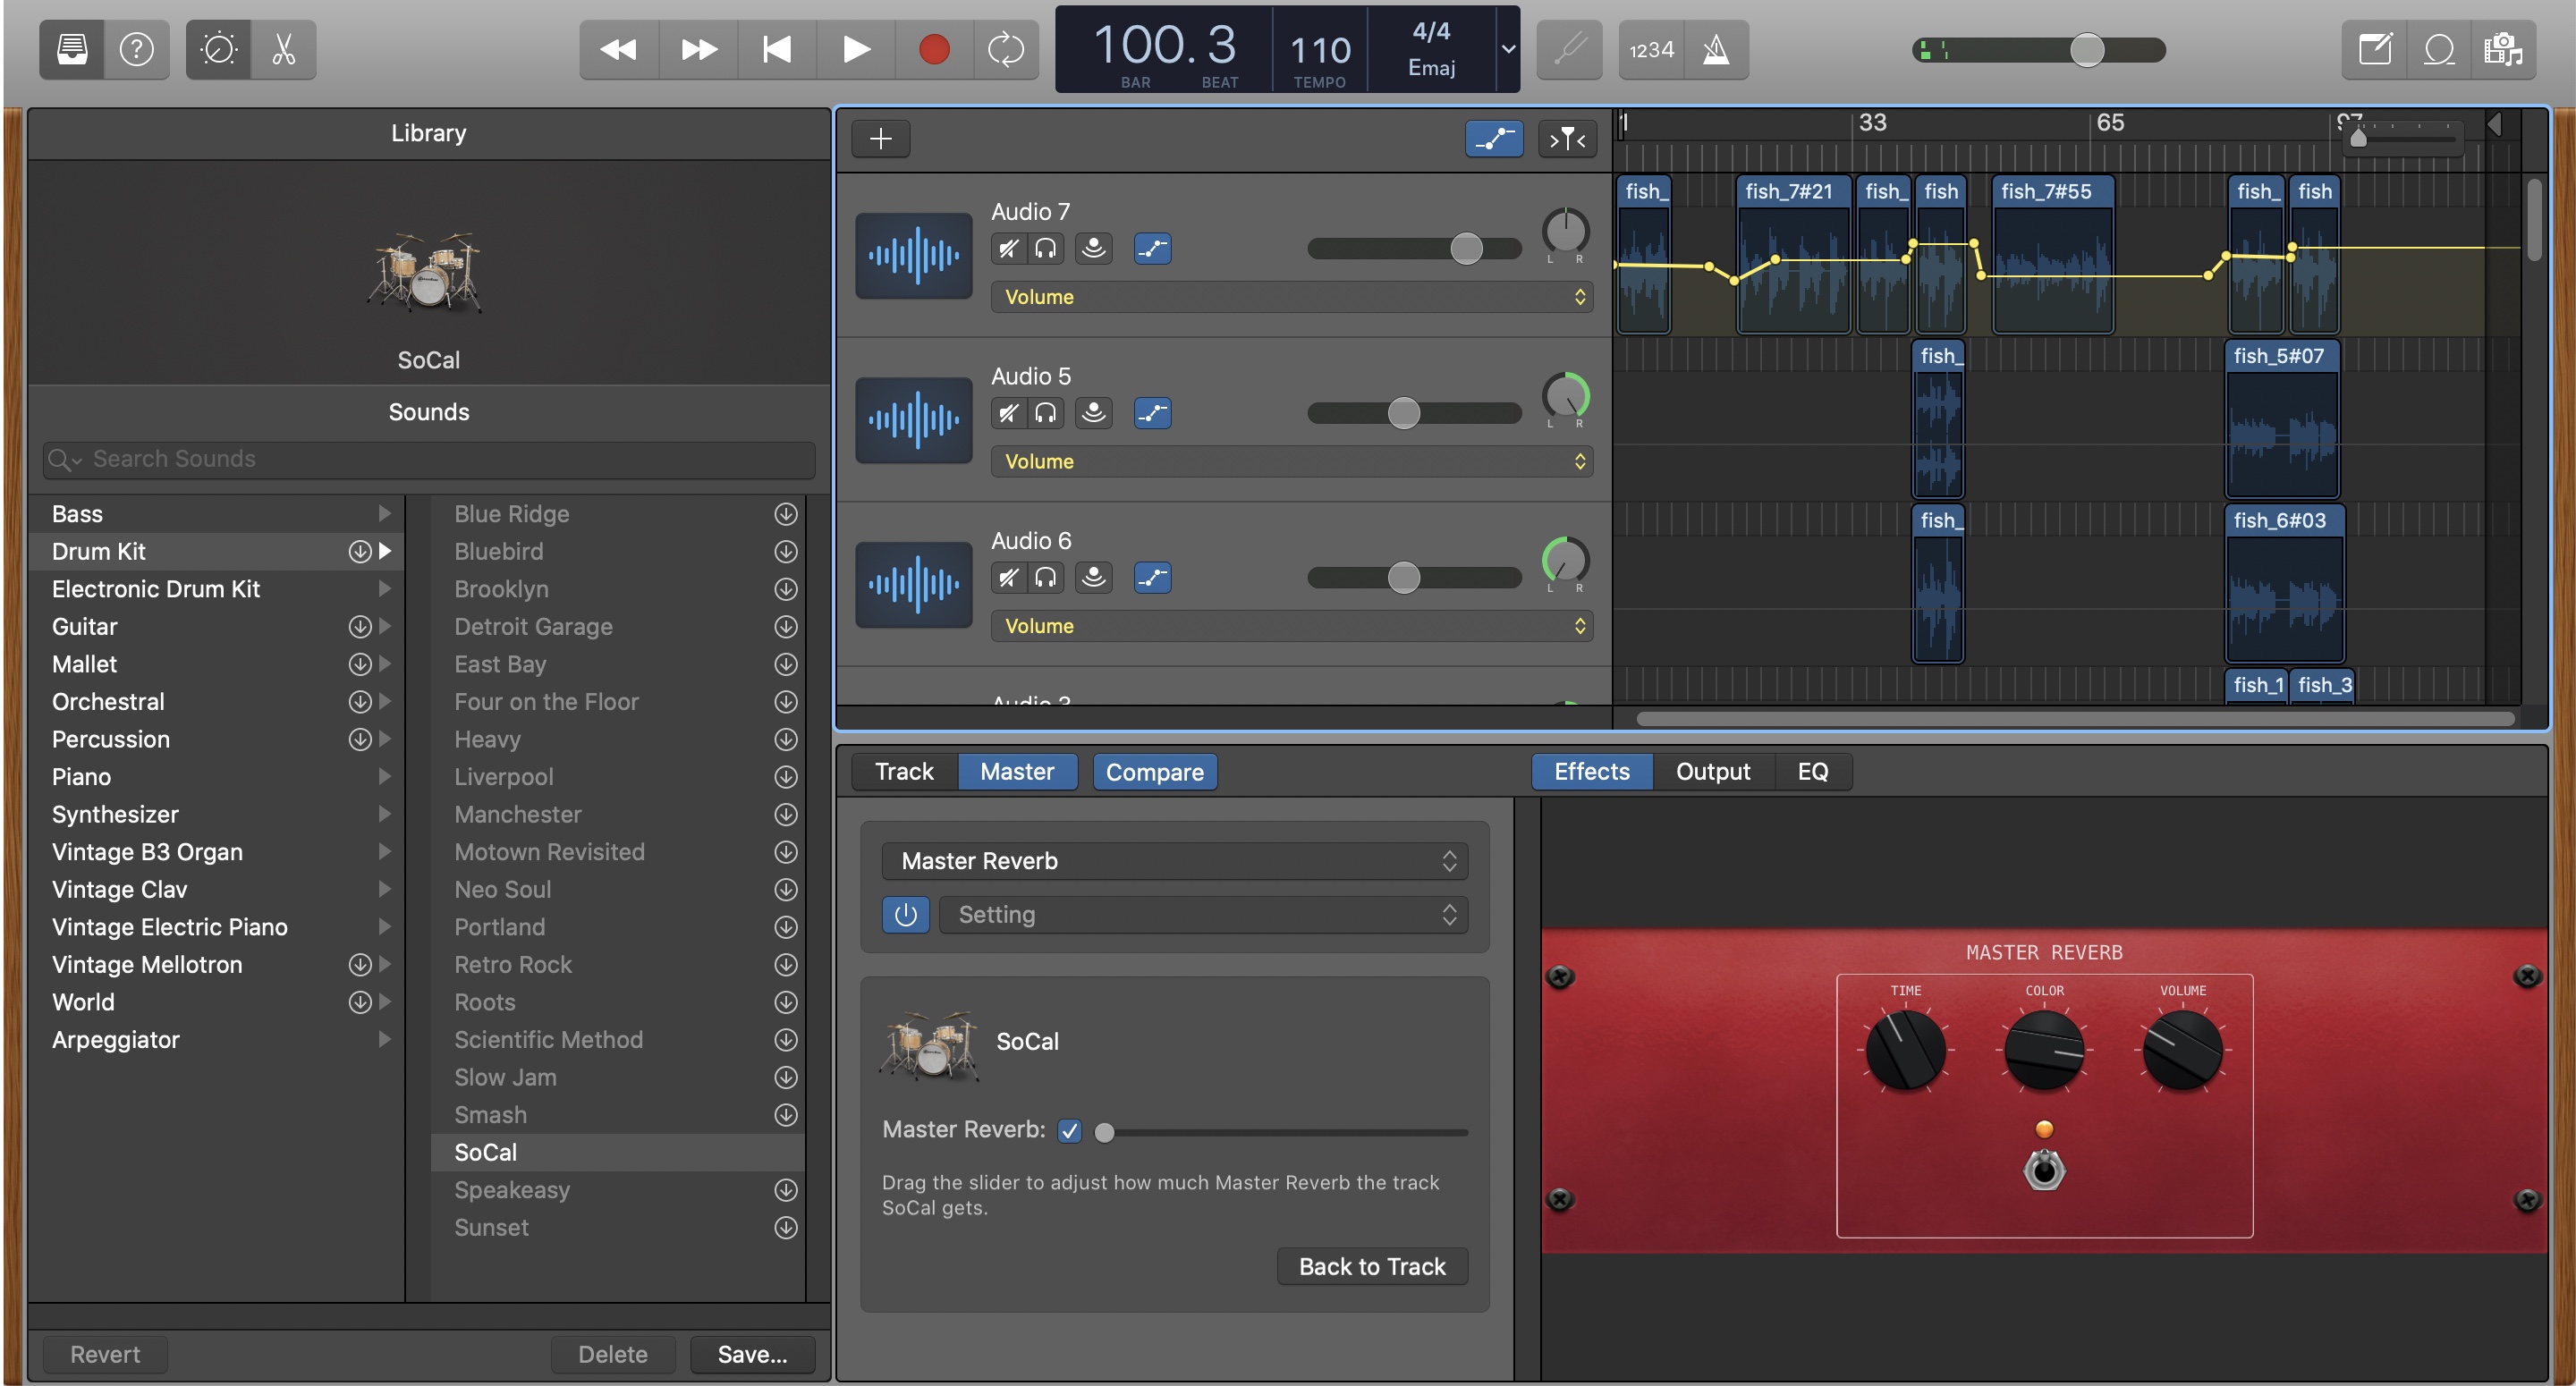 100.3
BAR
BEAT
110
TEMPO
4/4
Emaj
1234
Library
SoCal
Sounds
Search Sounds
Bass
Drum Kit
Electronic Drum Kit
Guitar
Mallet
Orchestral
Percussion
Piano
Synthesizer
Vintage B3 Organ
Vintage Clav
Vintage Electric Piano
Vintage Mellotron
World
Arpeggiator
Blue Ridge
Bluebird
Brooklyn
Detroit Garage
East Bay
Four on the Floor
Heavy
Liverpool
Manchester
Motown Revisited
Neo Soul
Portland
Retro Rock
Roots
Scientific Method
Slow Jam
Smash
SoCal
Speakeasy
Sunset
Revert
Delete
Save...
1 33 65 97
Audio 7
L R
Volume
fish_ fish_7#21 fish_ fish fish_7#55 fish_ fish
Audio 5
L R
Volume
fish_ fish_5#07
Audio 6
L R
Volume
fish_ fish_6#03
Audio 3
fish_1 fish_3
Track Master Compare
Effects Output EQ
Master Reverb
Setting
SoCal
Master Reverb:
Drag the slider to adjust how much Master Reverb the track
SoCal gets.
Back to Track
MASTER REVERB
TIME COLOR VOLUME